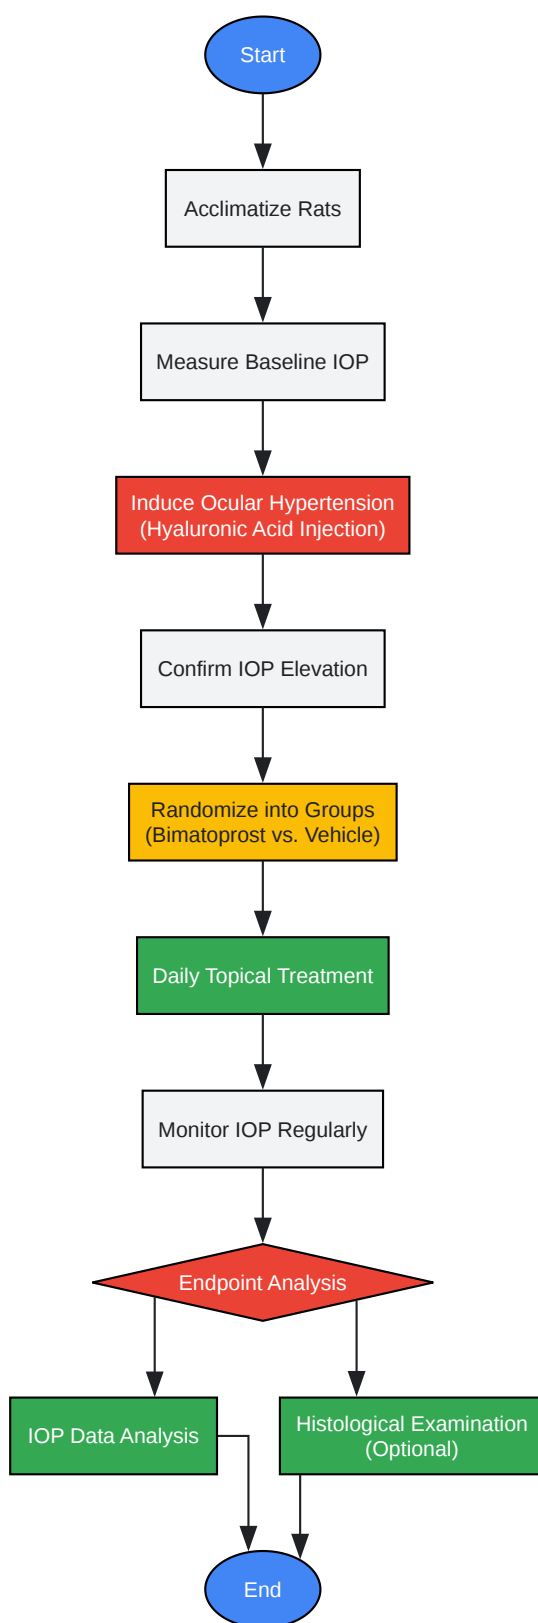 Start
Acclimatize Rats
Measure Baseline IOP
Induce Ocular Hypertension
(Hyaluronic Acid Injection)
Confirm IOP Elevation
Randomize into Groups
(Bimatoprost vs. Vehicle)
Daily Topical Treatment
Monitor IOP Regularly
Endpoint Analysis
IOP Data Analysis
Histological Examination
(Optional)
End